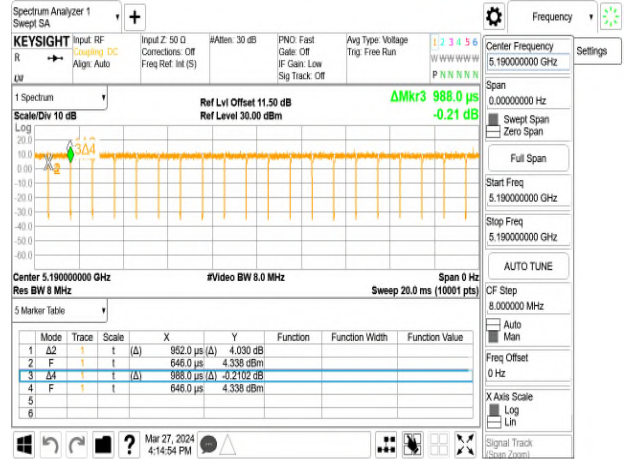 Spectrum Analyzer 1
Swept SA
Frequency
KEYSIGHT
Input: RF
Coupling: DC
Align: Auto
Input Z: 50 Ω
Corrections: Off
Freq Ref: Int (S)
#Atten: 30 dB
PNO: Fast
Gate: Off
IF Gain: Low
Sig Track: Off
Avg Type: Voltage
Trig: Free Run
1 2 3 4 5 6
W W W W W W
P N N N N N
R
LW
Center Frequency
5.190000000 GHz
Settings
Span
0.00000000 Hz
Swept Span
Zero Span
Full Span
Start Freq
5.190000000 GHz
Stop Freq
5.190000000 GHz
AUTO TUNE
CF Step
8.000000 MHz
Auto
Man
Freq Offset
0 Hz
X Axis Scale
Log
Lin
Signal Track
(Span Zoom)
1 Spectrum
Scale/Div 10 dB
Ref Lvl Offset 11.50 dB
Ref Level 30.00 dBm
ΔMkr3 988.0 µs
-0.21 dB
Log
20.0
10.0
0.00
-10.0
-20.0
-30.0
-40.0
-50.0
-60.0
3Δ4
Center 5.190000000 GHz
Res BW 8 MHz
#Video BW 8.0 MHz
Span 0 Hz
Sweep 20.0 ms (10001 pts)
5 Marker Table
Mode Trace Scale X Y Function Function Width Function Value
1 Δ2 1 t (Δ) 952.0 µs (Δ) 4.030 dB
2 F 1 t 646.0 µs 4.338 dBm
3 Δ4 1 t (Δ) 988.0 µs (Δ) -0.2102 dB
4 F 1 t 646.0 µs 4.338 dBm
5
6
Mar 27, 2024
4:14:54 PM